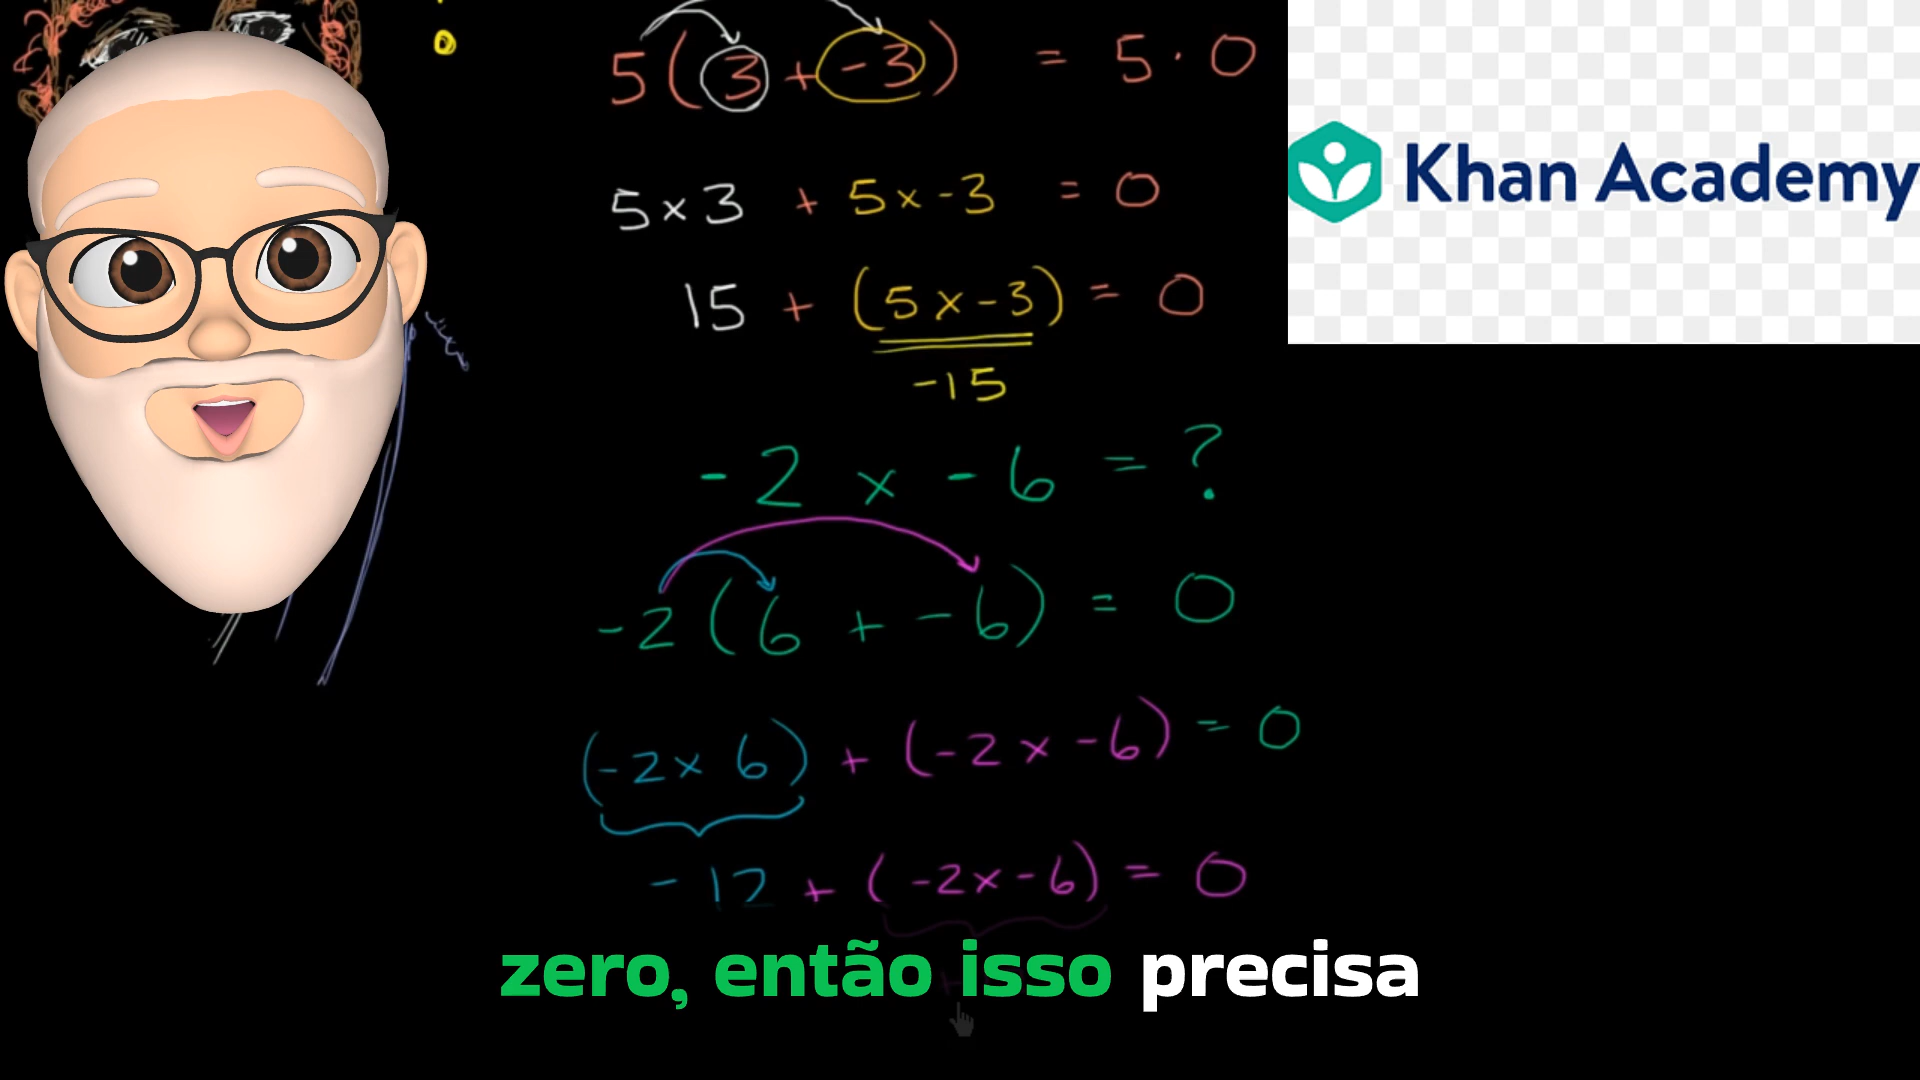 5(3 + -3) = 5 · 0
Khan Academy
5 x 3 + 5 x -3 = 0
15 + (5 x -3) = 0
-15
-2 x -6 = ?
-2(6 + -6) = 0
(-2 x 6) + (-2 x -6) = 0
-12 + (-2 x -6) = 0
zero, então isso precisa